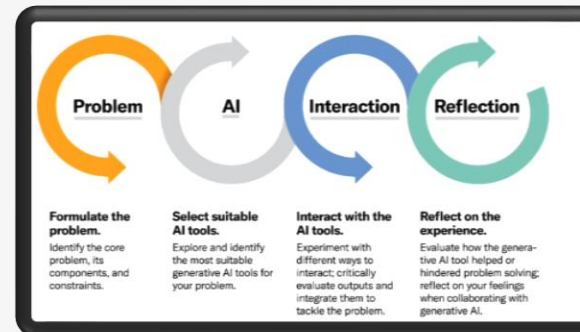 Problem
AI
Interaction
Reflection
Formulate the
problem.
Identify the core
problem, its
components, and
constraints.
Select suitable
AI tools.
Explore and identify
the most suitable
generative AI tools for
your problem.
Interact with the
AI tools.
Experiment with
different ways to
interact; critically
evaluate outputs and
integrate them to
tackle the problem.
Reflect on the
experience.
Evaluate how the genera-
tive AI tool helped or
hindered problem solving;
reflect on your feelings
when collaborating with
generative AI.